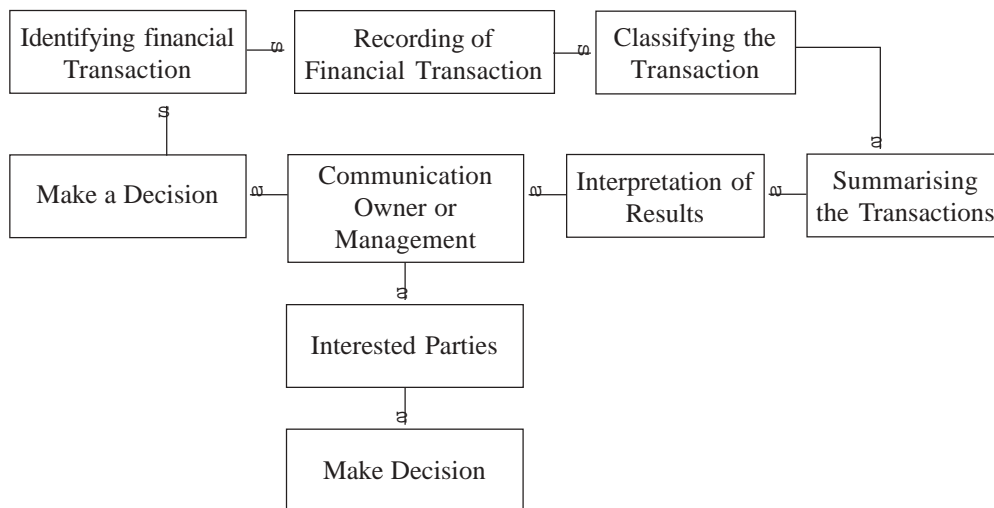 Identifying financial
Transaction
Recording of
Financial Transaction
Classifying the
Transaction
Summarising
the Transactions
Interpretation of
Results
Communication
Owner or
Management
Make a Decision
Interested Parties
Make Decision